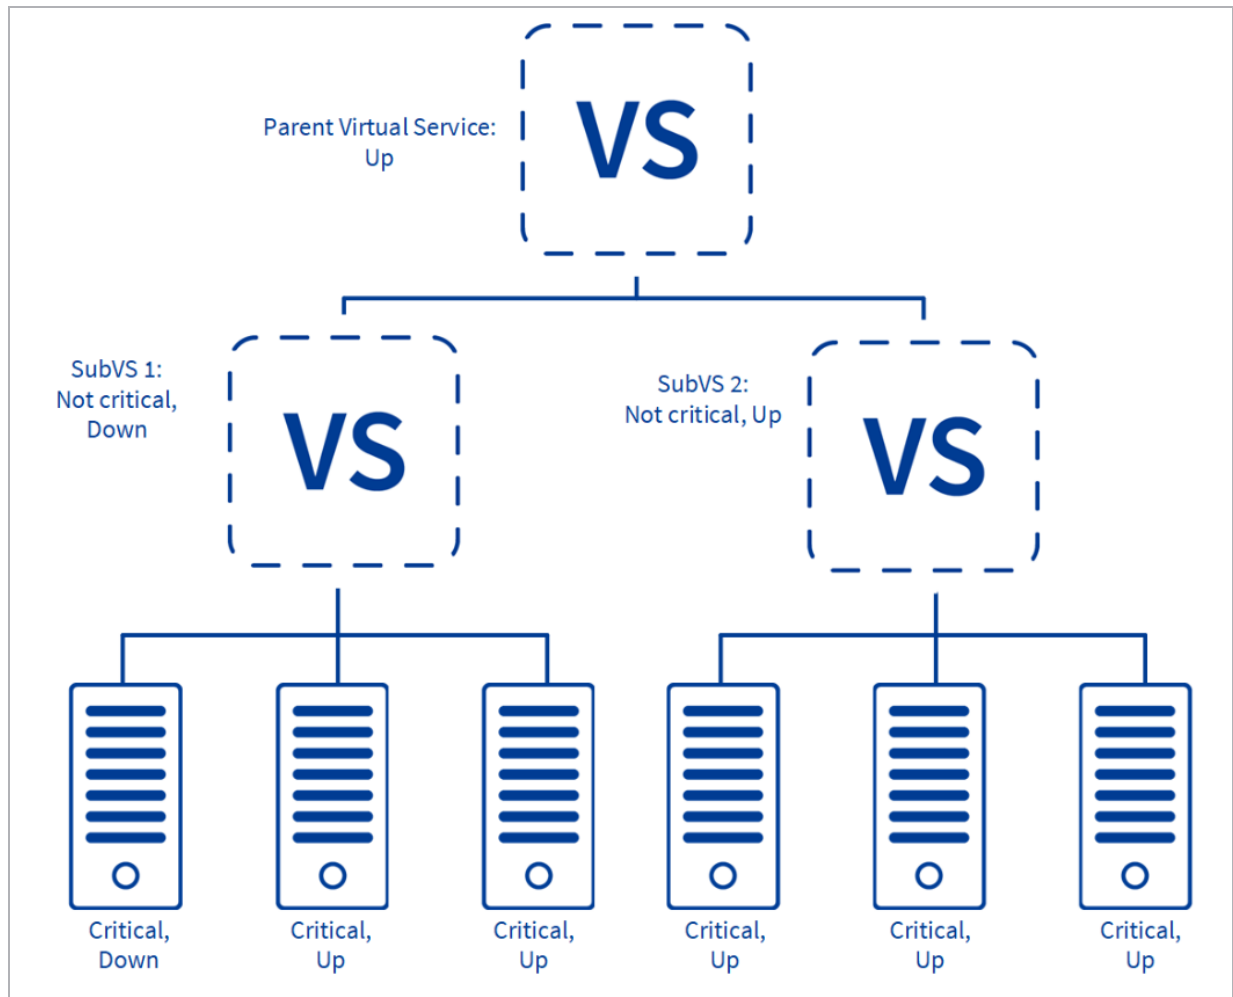 VS
Parent Virtual Service:
Up
SubVS 1:
Not critical,
Down
VS
SubVS 2:
Not critical, Up
VS
Critical,
Down
Critical,
Up
Critical,
Up
Critical,
Up
Critical,
Up
Critical,
Up